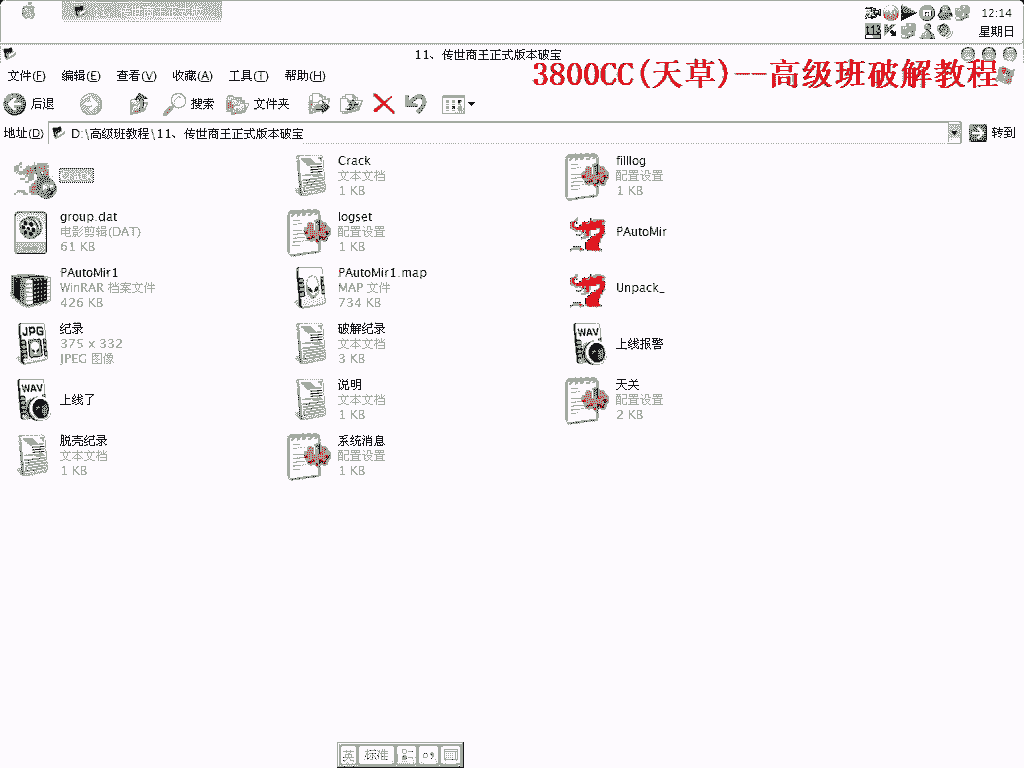 12:14
星期日
11、传世商王正式版本破宝
文件(F) 编辑(E) 查看(V) 收藏(A) 工具(T) 帮助(H)
3800CC(天草)--高级班破解教程
后退 搜索 文件夹
地址(D) D:\高级班教程\11、传世商王正式版本破宝 转到
Crack
文本文档
1 KB
filllog
配置设置
1 KB
group.dat
电影剪辑(DAT)
61 KB
logset
配置设置
1 KB
PAutoMir
PAutoMir1
WinRAR 档案文件
426 KB
PAutoMir1.map
MAP 文件
734 KB
Unpack_
纪录
375 x 332
JPEG 图像
破解纪录
文本文档
3 KB
上线报警
上线了
说明
文本文档
1 KB
天关
配置设置
2 KB
脱壳纪录
文本文档
1 KB
系统消息
配置设置
1 KB
英 标准